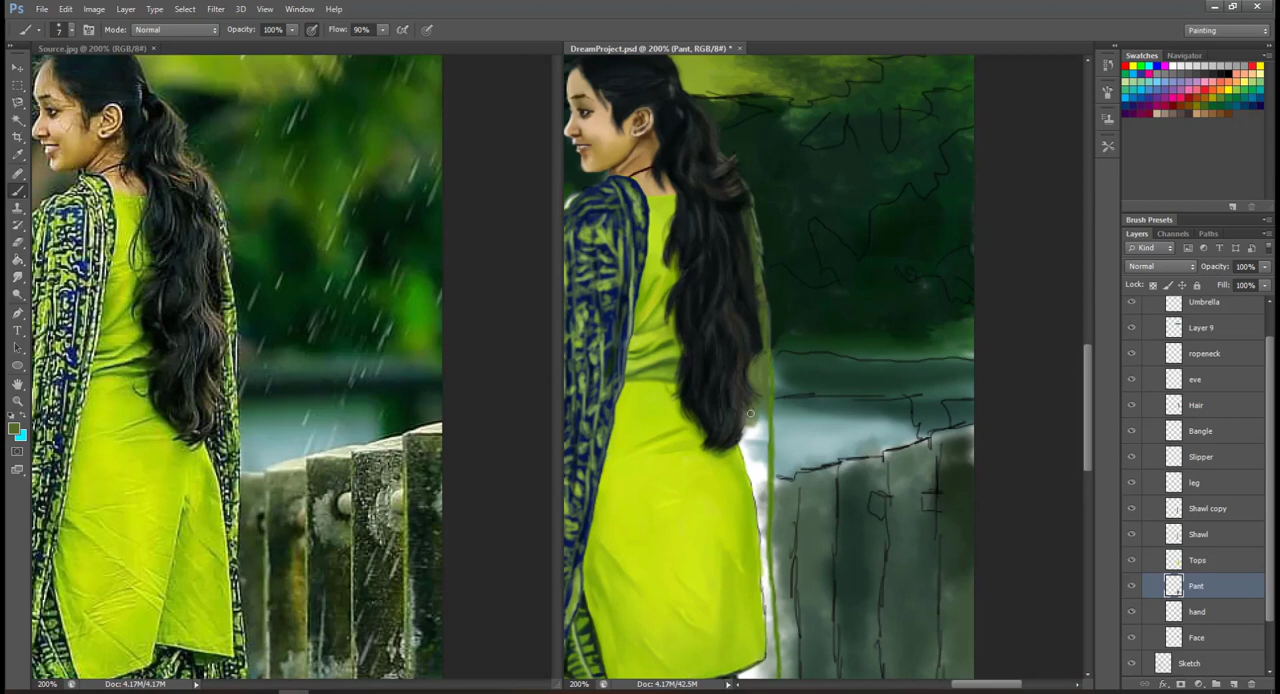 Ps File Edit Image Layer Type Select Filter 3D View Window Help
7 Mode: Normal Opacity: 100% Flow: 90% Painting
Source.jpg @ 200% (RGB/8#) × DreamProject.psd @ 200% (Pant, RGB/8#) * ×
Swatches Navigator
Brush Presets
Layers Channels Paths
Kind
Normal Opacity: 100%
Lock: Fill: 100%
Umbrella
Layer 9
ropeneck
eve
Hair
Bangle
Slipper
leg
Shawl copy
Shawl
Tops
Pant
hand
Face
Sketch
200% Doc: 4.17M/4.17M 200% Doc: 4.17M/42.5M